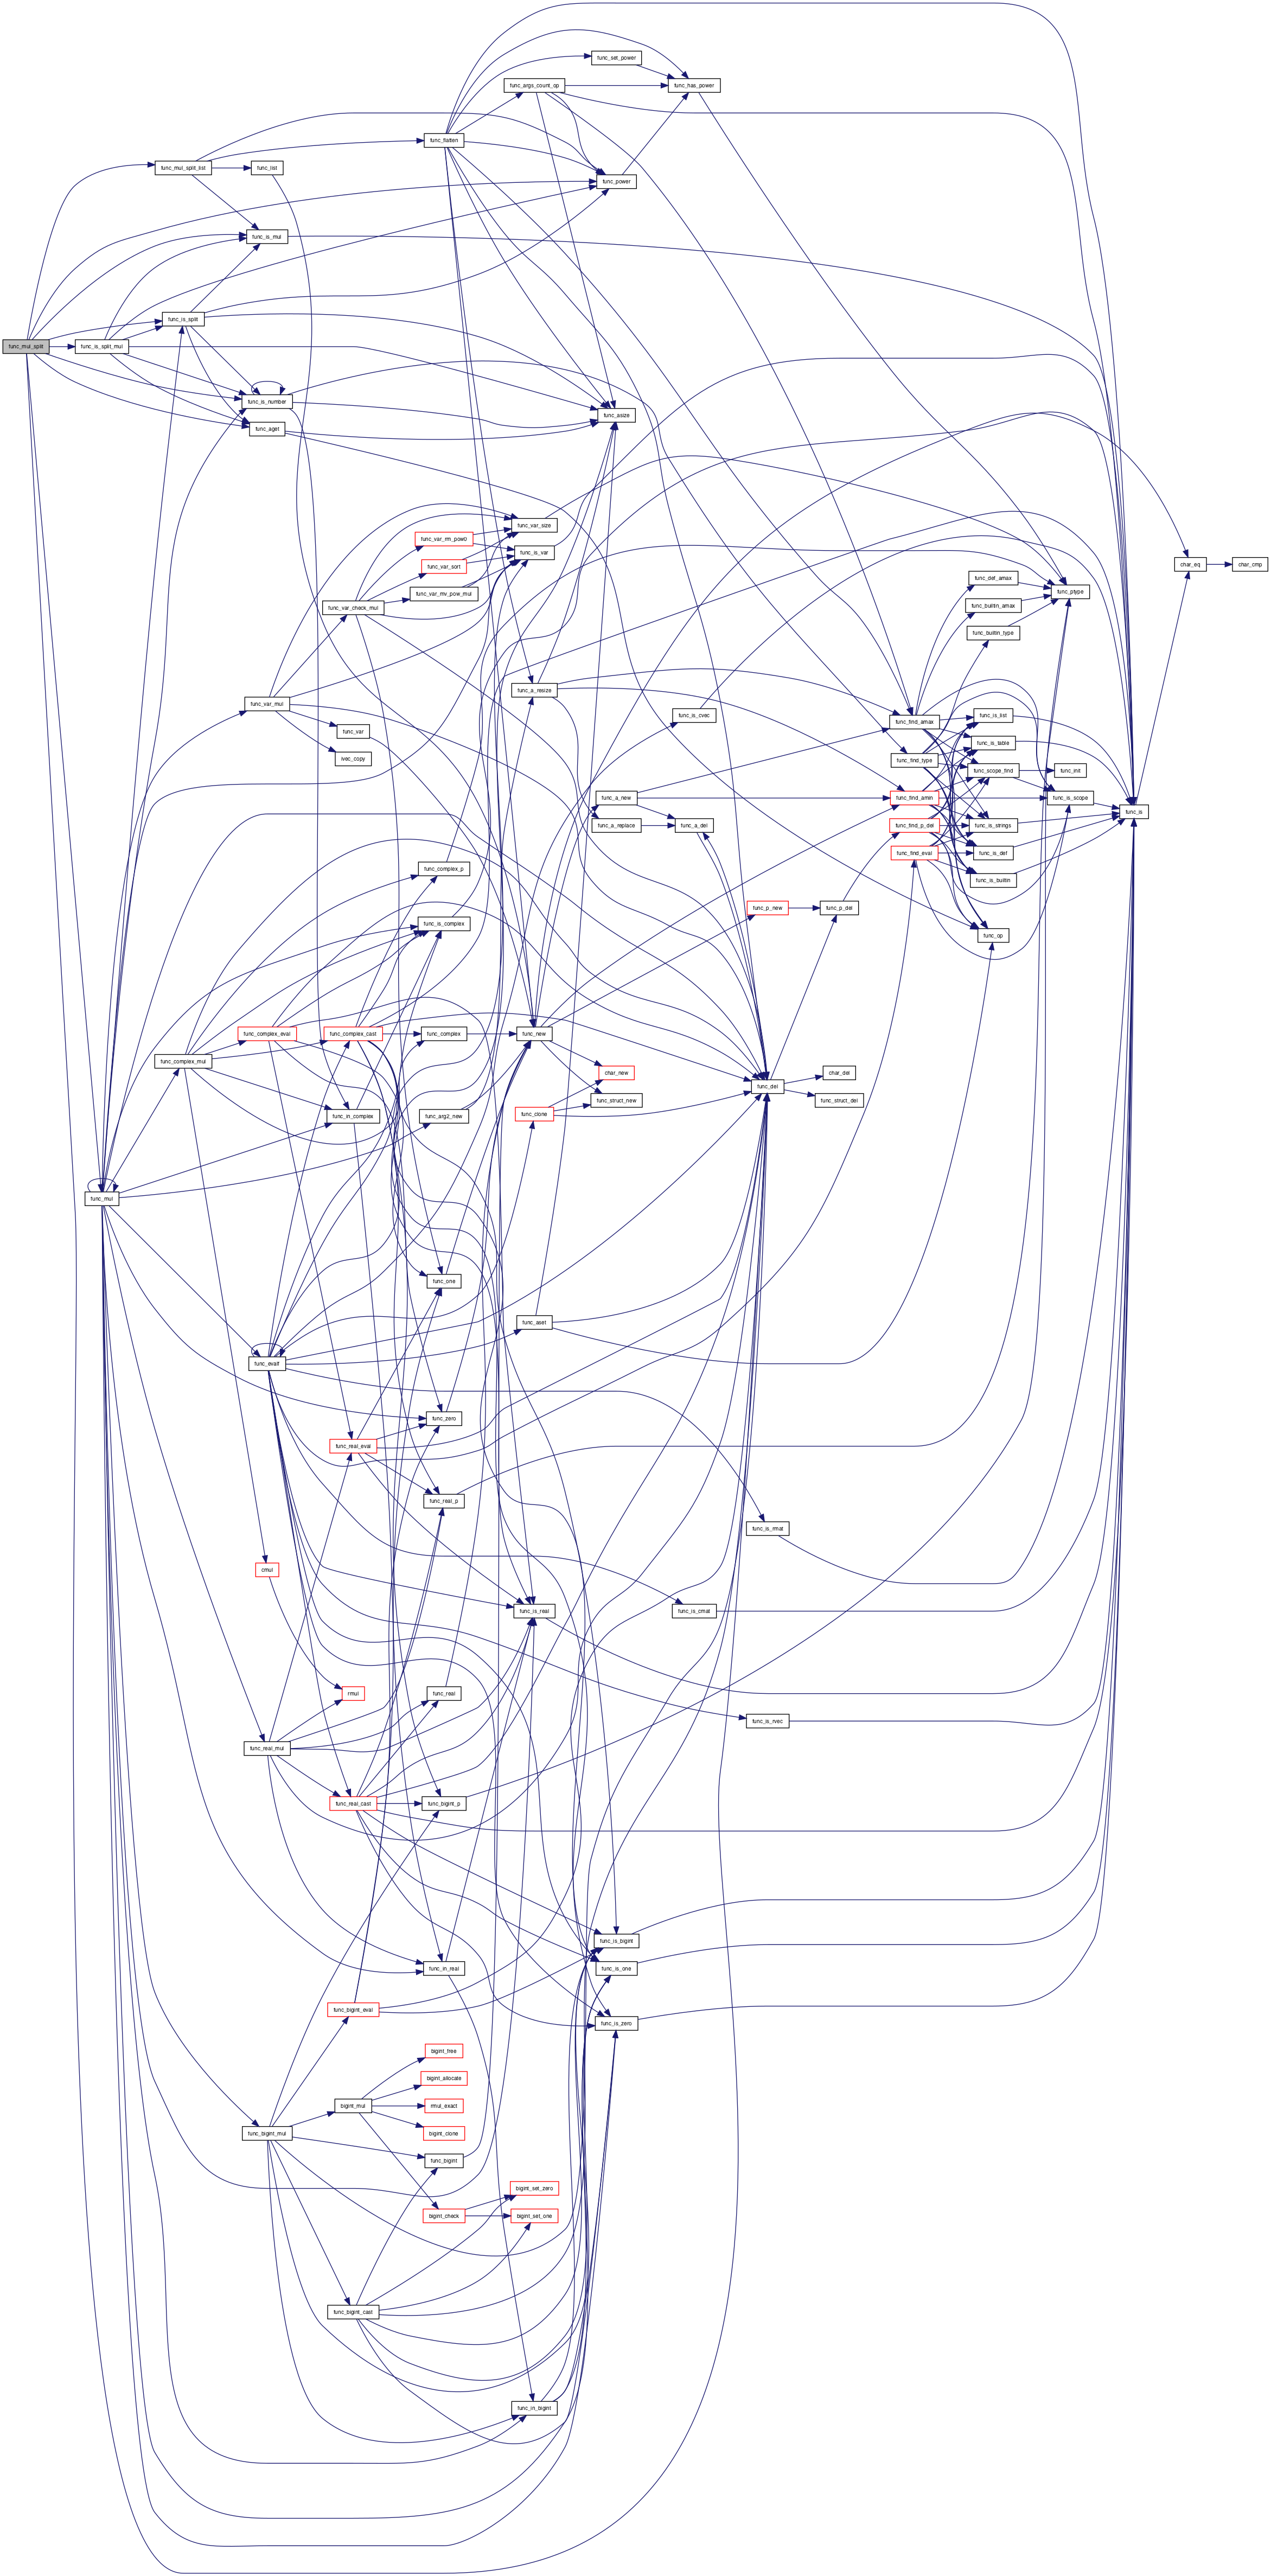 func_set_power
func_args_count_op
func_has_power
func_flatten
func_mul_split_list
func_list
func_power
func_is_mul
func_is_split
func_mul_split
func_is_split_mul
func_is_number
func_asize
func_aget
func_var_size
func_var_rm_pow0
func_is_var
char_eq
char_cmp
func_var_sort
func_def_amax
func_ptype
func_var_mv_pow_mul
func_var_check_mul
func_builtin_amax
func_builtin_type
func_a_resize
func_var_mul
func_is_cvec
func_is_list
func_find_amax
func_var
func_is_table
ivec_copy
func_find_type
func_scope_find
func_init
func_a_new
func_find_amin
func_is_scope
func_is
func_a_replace
func_a_del
func_find_p_del
func_is_strings
func_find_eval
func_is_def
func_complex_p
func_is_builtin
func_p_new
func_p_del
func_is_complex
func_op
func_complex_eval
func_complex_cast
func_complex
func_new
func_complex_mul
char_new
func_del
char_del
func_struct_new
func_struct_del
func_in_complex
func_arg2_new
func_clone
func_mul
func_one
func_aset
func_evalf
func_zero
func_real_eval
func_real_p
func_is_rmat
cmul
func_is_real
func_is_cmat
rmul
func_real
func_is_rvec
func_real_mul
func_real_cast
func_bigint_p
func_is_bigint
func_in_real
func_is_one
func_bigint_eval
func_is_zero
bigint_free
bigint_allocate
bigint_mul
rmul_exact
func_bigint_mul
bigint_clone
func_bigint
bigint_set_zero
bigint_check
bigint_set_one
func_bigint_cast
func_in_bigint